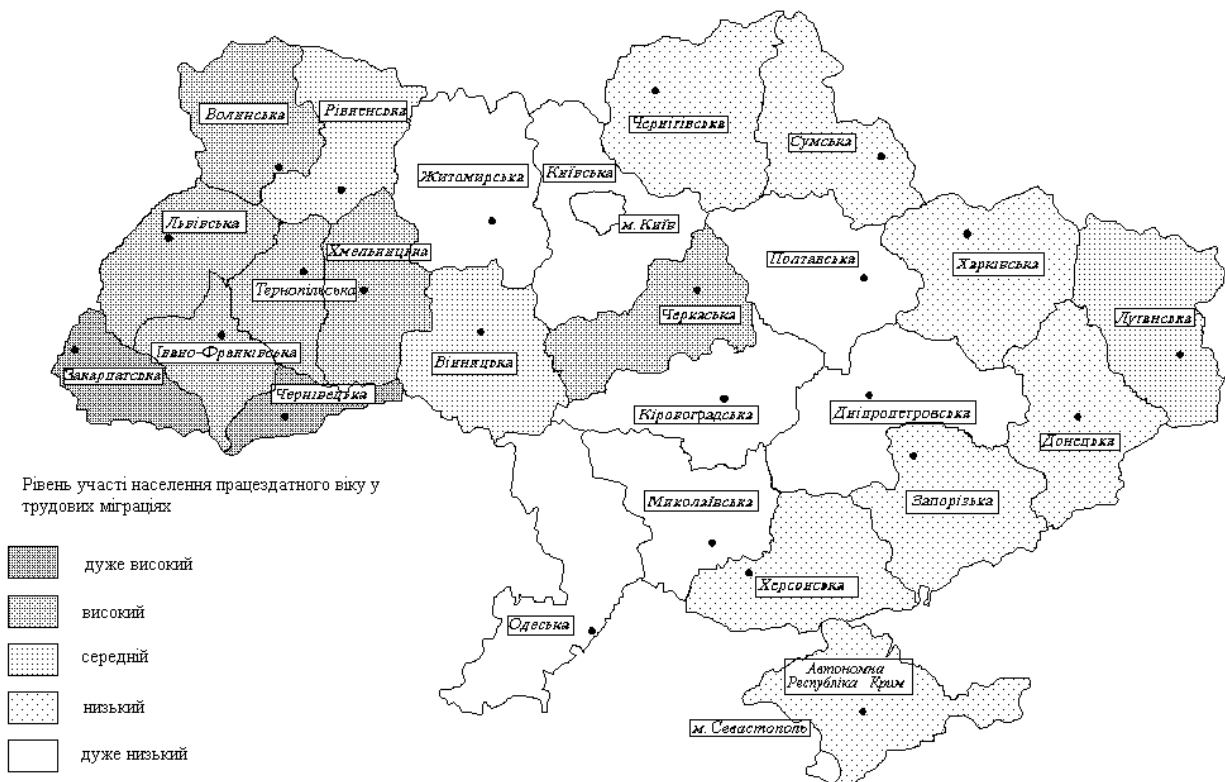 Волинська
Рівненська
Чернігівська
Сумська
Житомирська
Київська
м. Київ
Львівська
Хмельницька
Тернопільська
Полтавська
Харківська
Луганська
Черкаська
Вінницька
Івано-Франківська
Закарпатська
Чернівецька
Кіровоградська
Дніпропетровська
Донецька
Миколаївська
Запорізька
Херсонська
Одеська
Автономна
Республіка Крим
м. Севастополь
Рівень участі населення працездатного віку у
трудових міграціях
дуже високий
високий
середній
низький
дуже низький